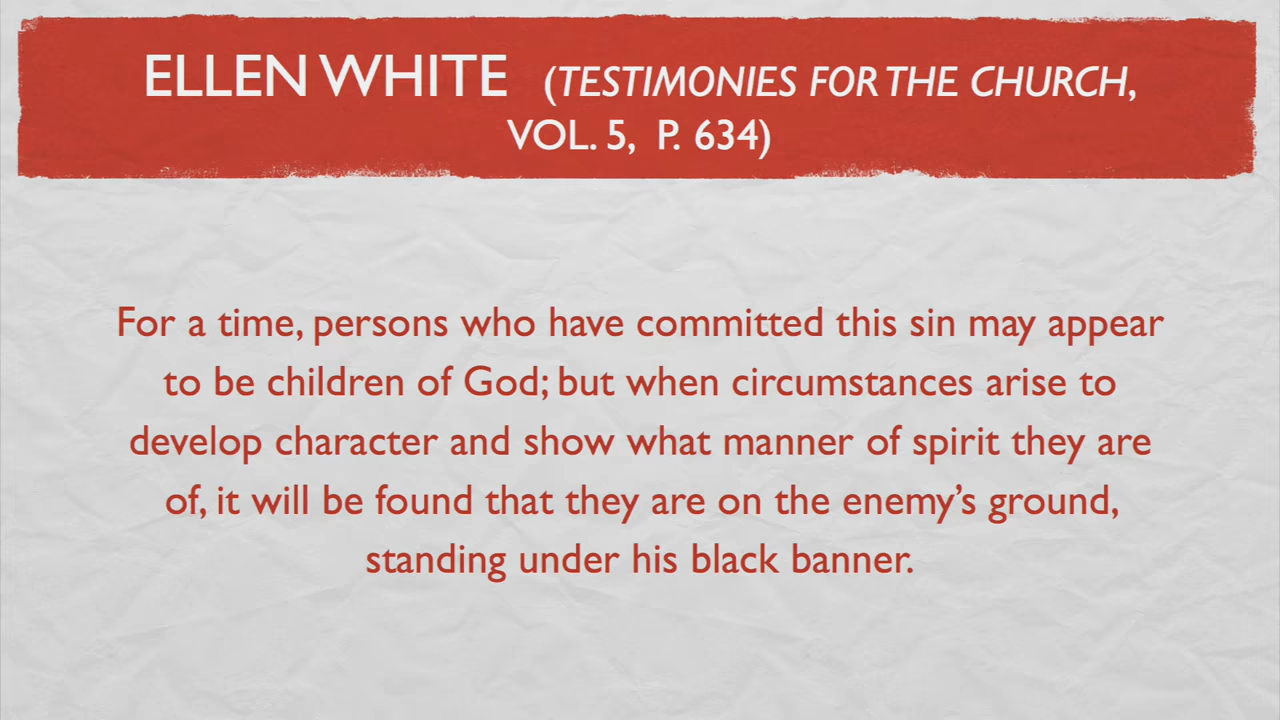 ELLEN WHITE (TESTIMONIES FOR THE CHURCH,
VOL. 5, P. 634)
For a time, persons who have committed this sin may appear
to be children of God; but when circumstances arise to
develop character and show what manner of spirit they are
of, it will be found that they are on the enemy’s ground,
standing under his black banner.